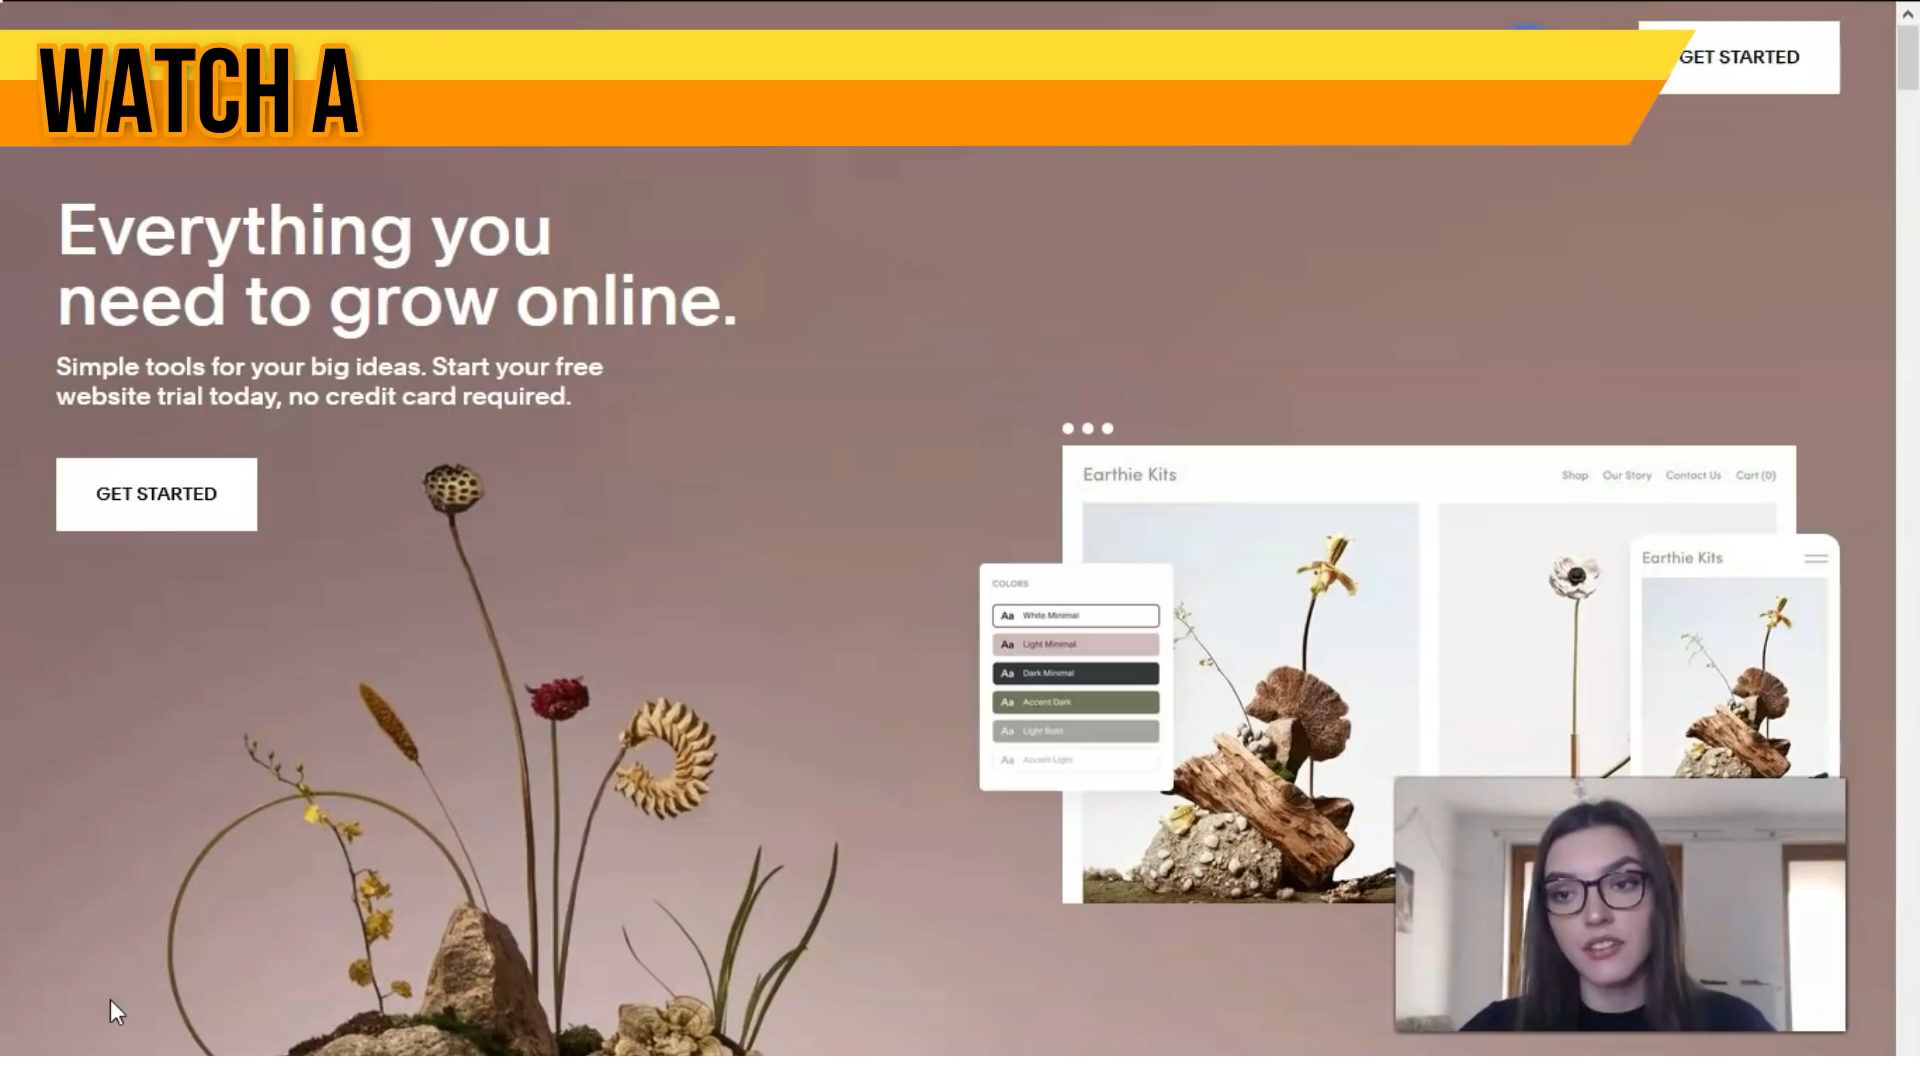 WATCH A
GET STARTED
Everything you
need to grow online.
Simple tools for your big ideas. Start your free
website trial today, no credit card required.
GET STARTED
Earthie Kits
Shop Our Story Contact Us Cart (0)
Earthie Kits
COLORS
Aa White Minimal
Aa Light Minimal
Aa Dark Minimal
Aa Accent Dark
Aa Light Bold
Aa Accent Light